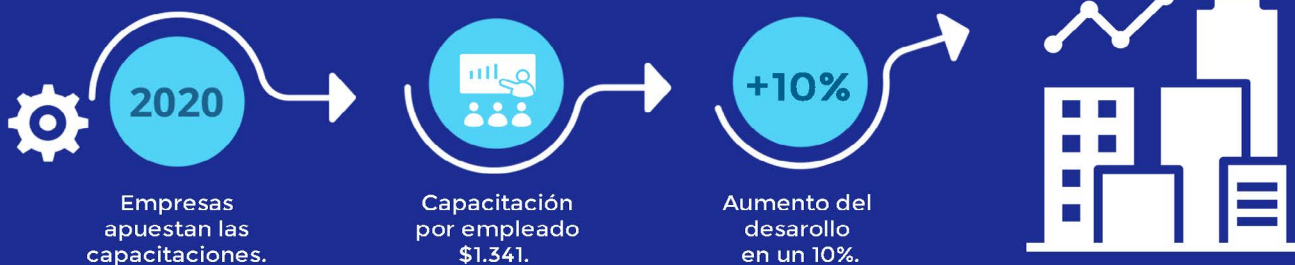 2020
Empresas
apuestan las
capacitaciones.
Capacitación
por empleado
$1.341.
+10%
Aumento del
desarollo
en un 10%.